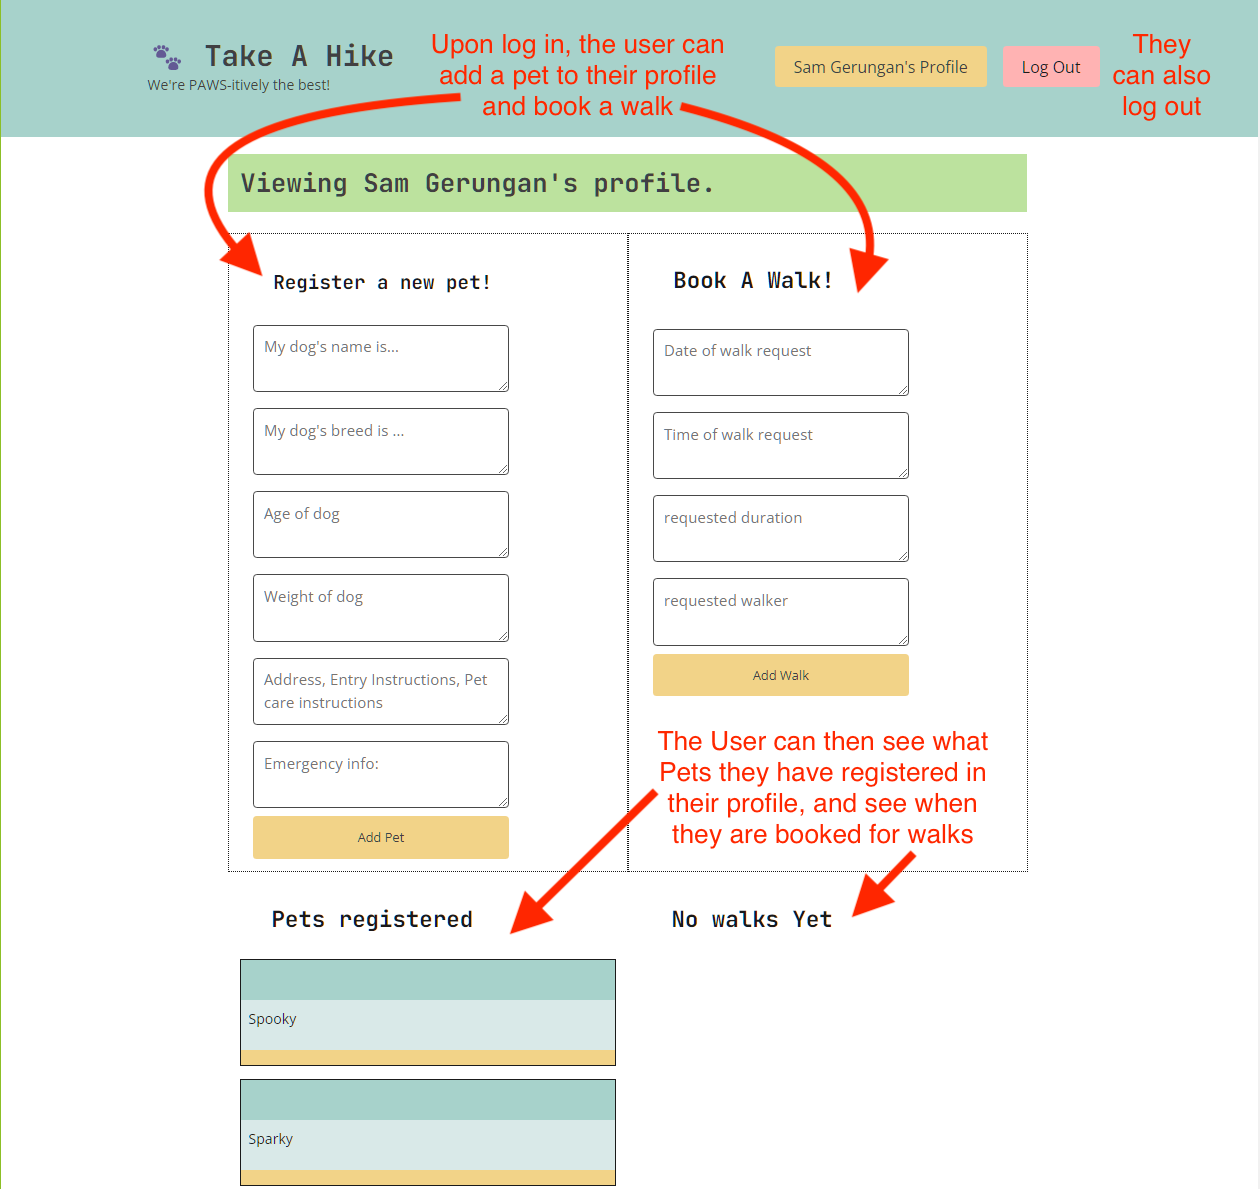 Take A Hike
We're PAWS-itively the best!
Upon log in, the user can
add a pet to their profile
and book a walk
Sam Gerungan's Profile
Log Out
They
can also
log out
Viewing Sam Gerungan's profile.
Register a new pet!
My dog's name is...
My dog's breed is ...
Age of dog
Weight of dog
Address, Entry Instructions, Pet
care instructions
Emergency info:
Add Pet
Book A Walk!
Date of walk request
Time of walk request
requested duration
requested walker
Add Walk
The User can then see what
Pets they have registered in
their profile, and see when
they are booked for walks
Pets registered
Spooky
Sparky
No walks Yet